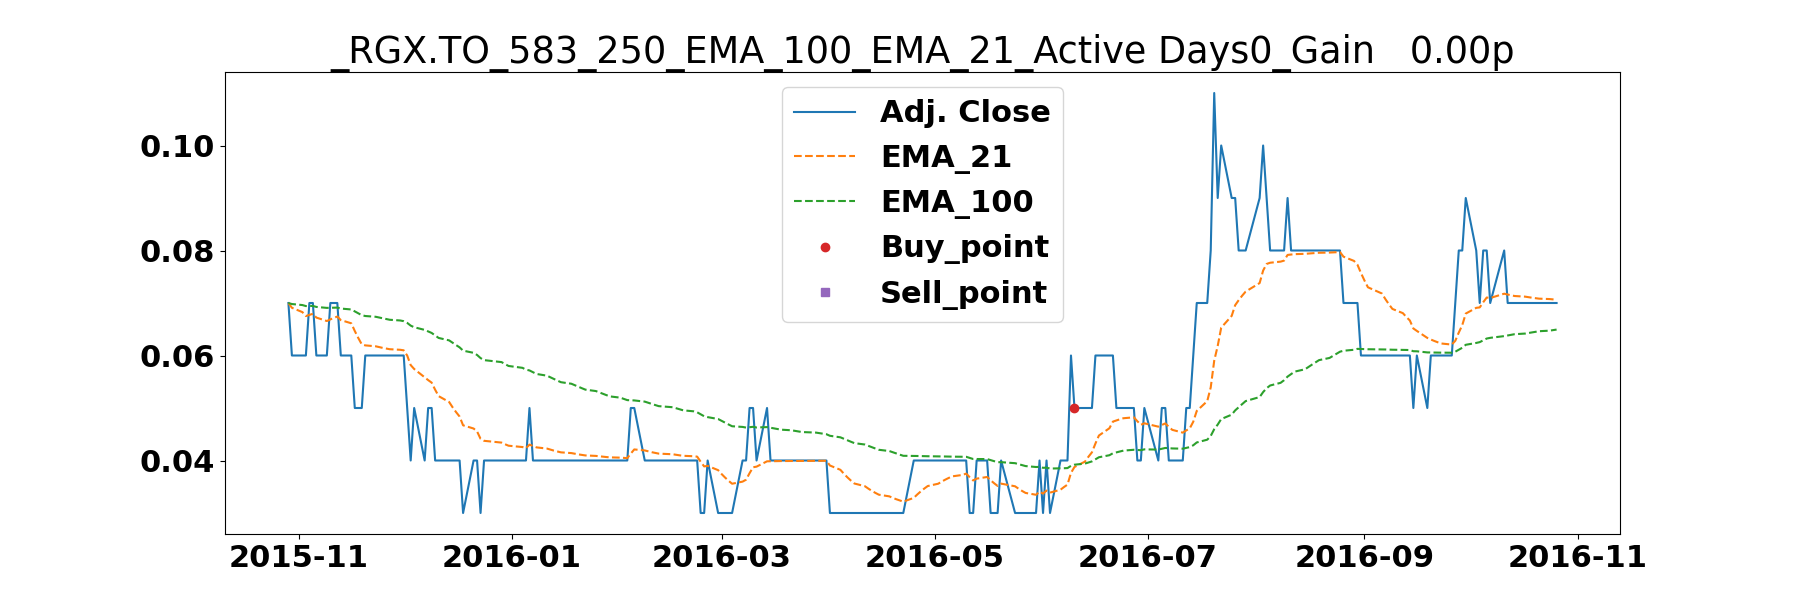 _RGX.TO_583_250_EMA_100_EMA_21_Active Days0_Gain   0.00p
Adj. Close
EMA_21
EMA_100
Buy_point
Sell_point
0.10
0.08
0.06
0.04
2015-11 2016-01 2016-03 2016-05 2016-07 2016-09 2016-11